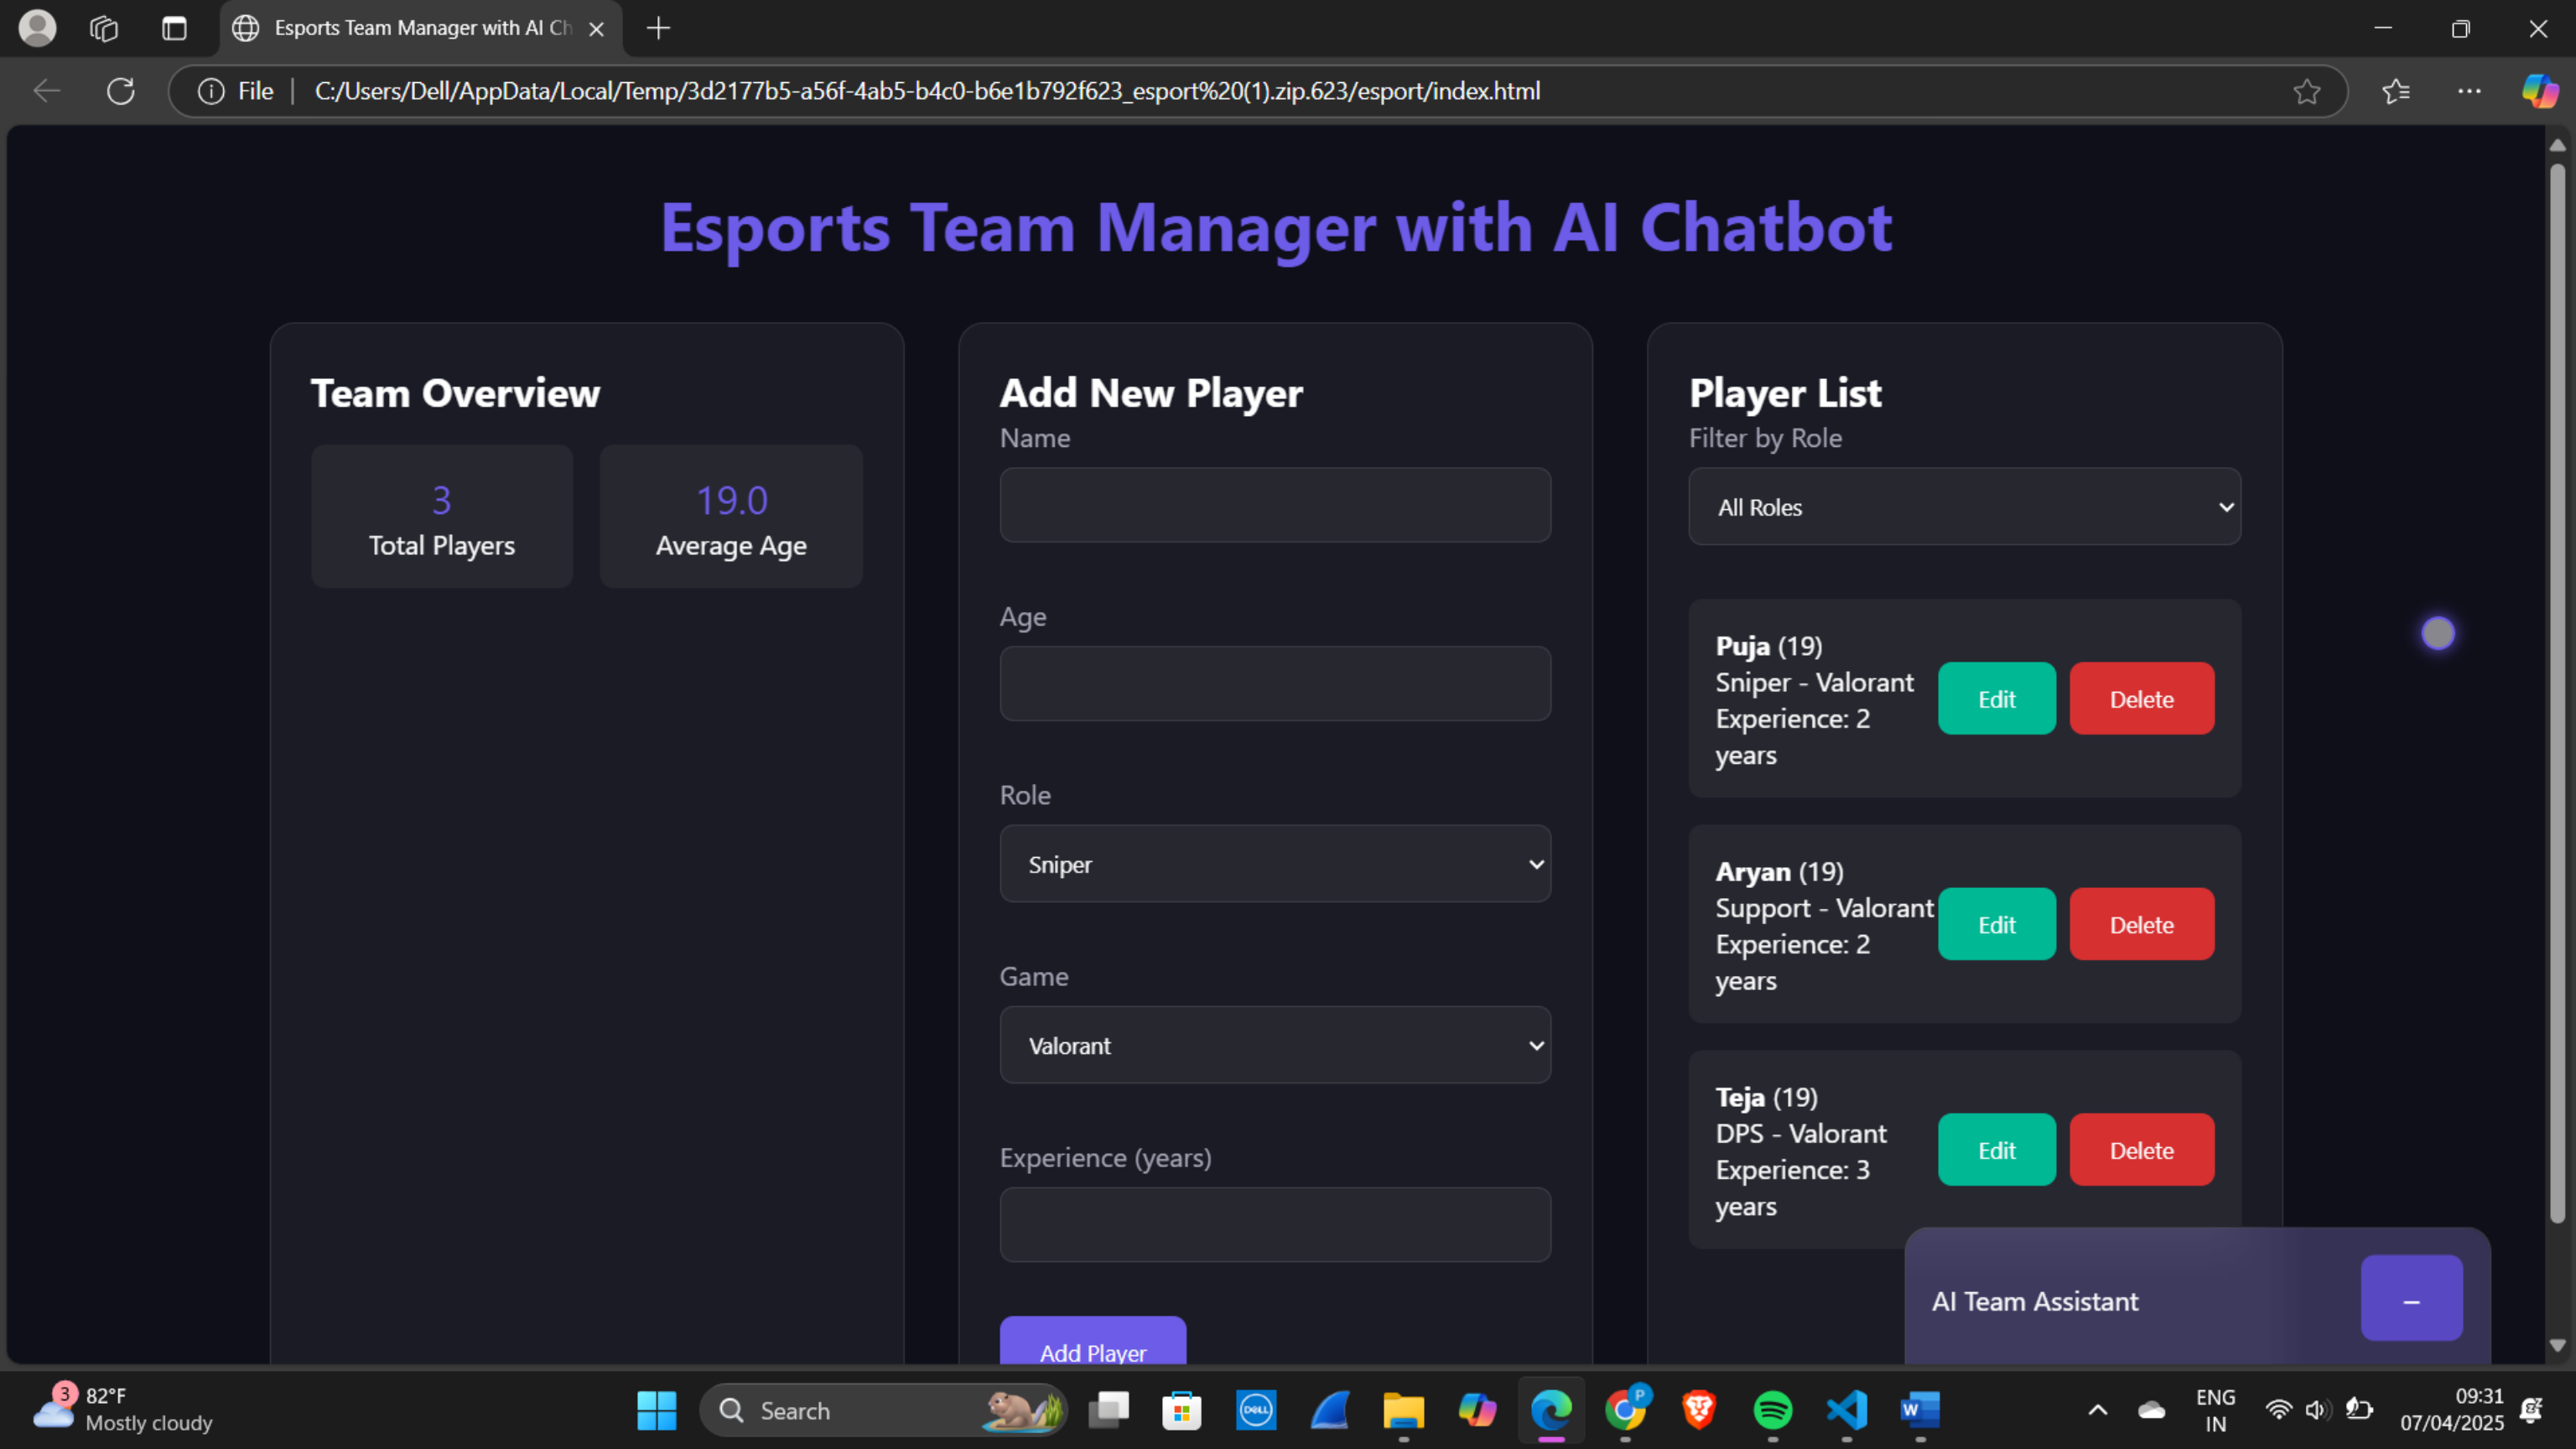 Esports Team Manager with AI Ch
File
C:/Users/Dell/AppData/Local/Temp/3d2177b5-a56f-4ab5-b4c0-b6e1b792f623_esport%20(1).zip.623/esport/index.html
Esports Team Manager with AI Chatbot
Team Overview
3
Total Players
19.0
Average Age
Add New Player
Name
Age
Role
Sniper
Game
Valorant
Experience (years)
Add Player
Player List
Filter by Role
All Roles
Puja (19)
Sniper - Valorant
Experience: 2
years
Edit
Delete
Aryan (19)
Support - Valorant
Experience: 2
years
Edit
Delete
Teja (19)
DPS - Valorant
Experience: 3
years
Edit
Delete
AI Team Assistant
–
3
82°F
Mostly cloudy
Search
DELL
P
W
ENG
IN
09:31
07/04/2025